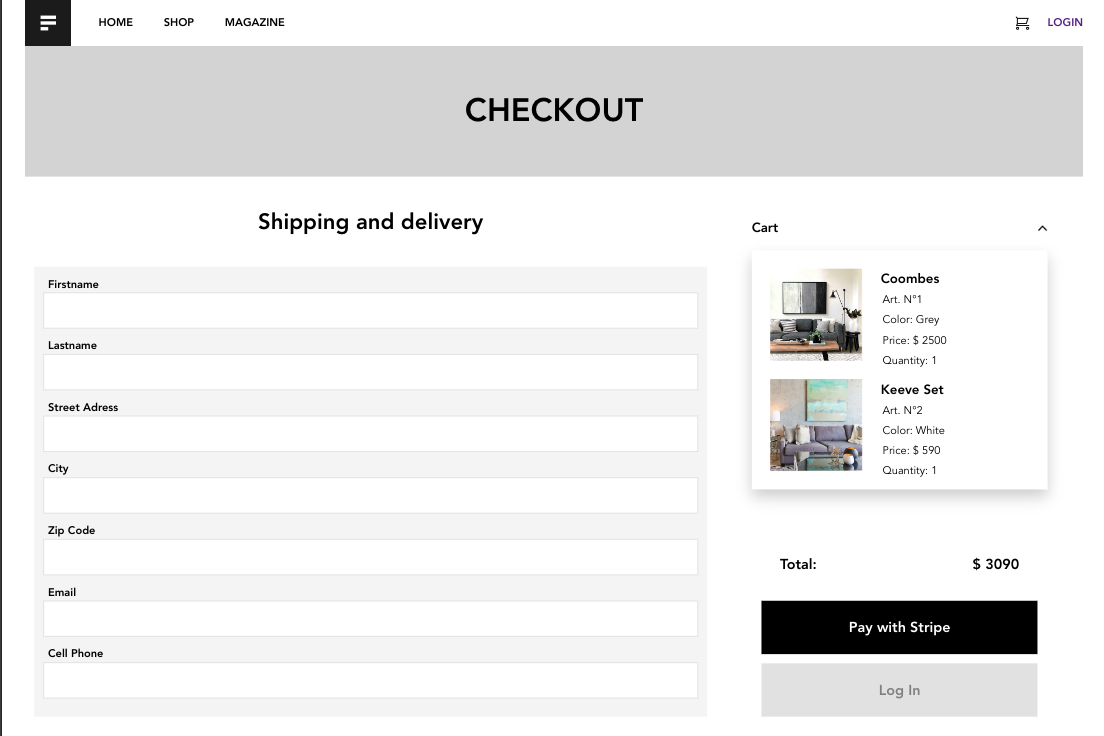 HOME SHOP MAGAZINE LOGIN
CHECKOUT
Shipping and delivery
Firstname
Lastname
Street Adress
City
Zip Code
Email
Cell Phone
Cart
Coombes
Art. N°1
Color: Grey
Price: $ 2500
Quantity: 1
Keeve Set
Art. N°2
Color: White
Price: $ 590
Quantity: 1
Total: $ 3090
Pay with Stripe
Log In